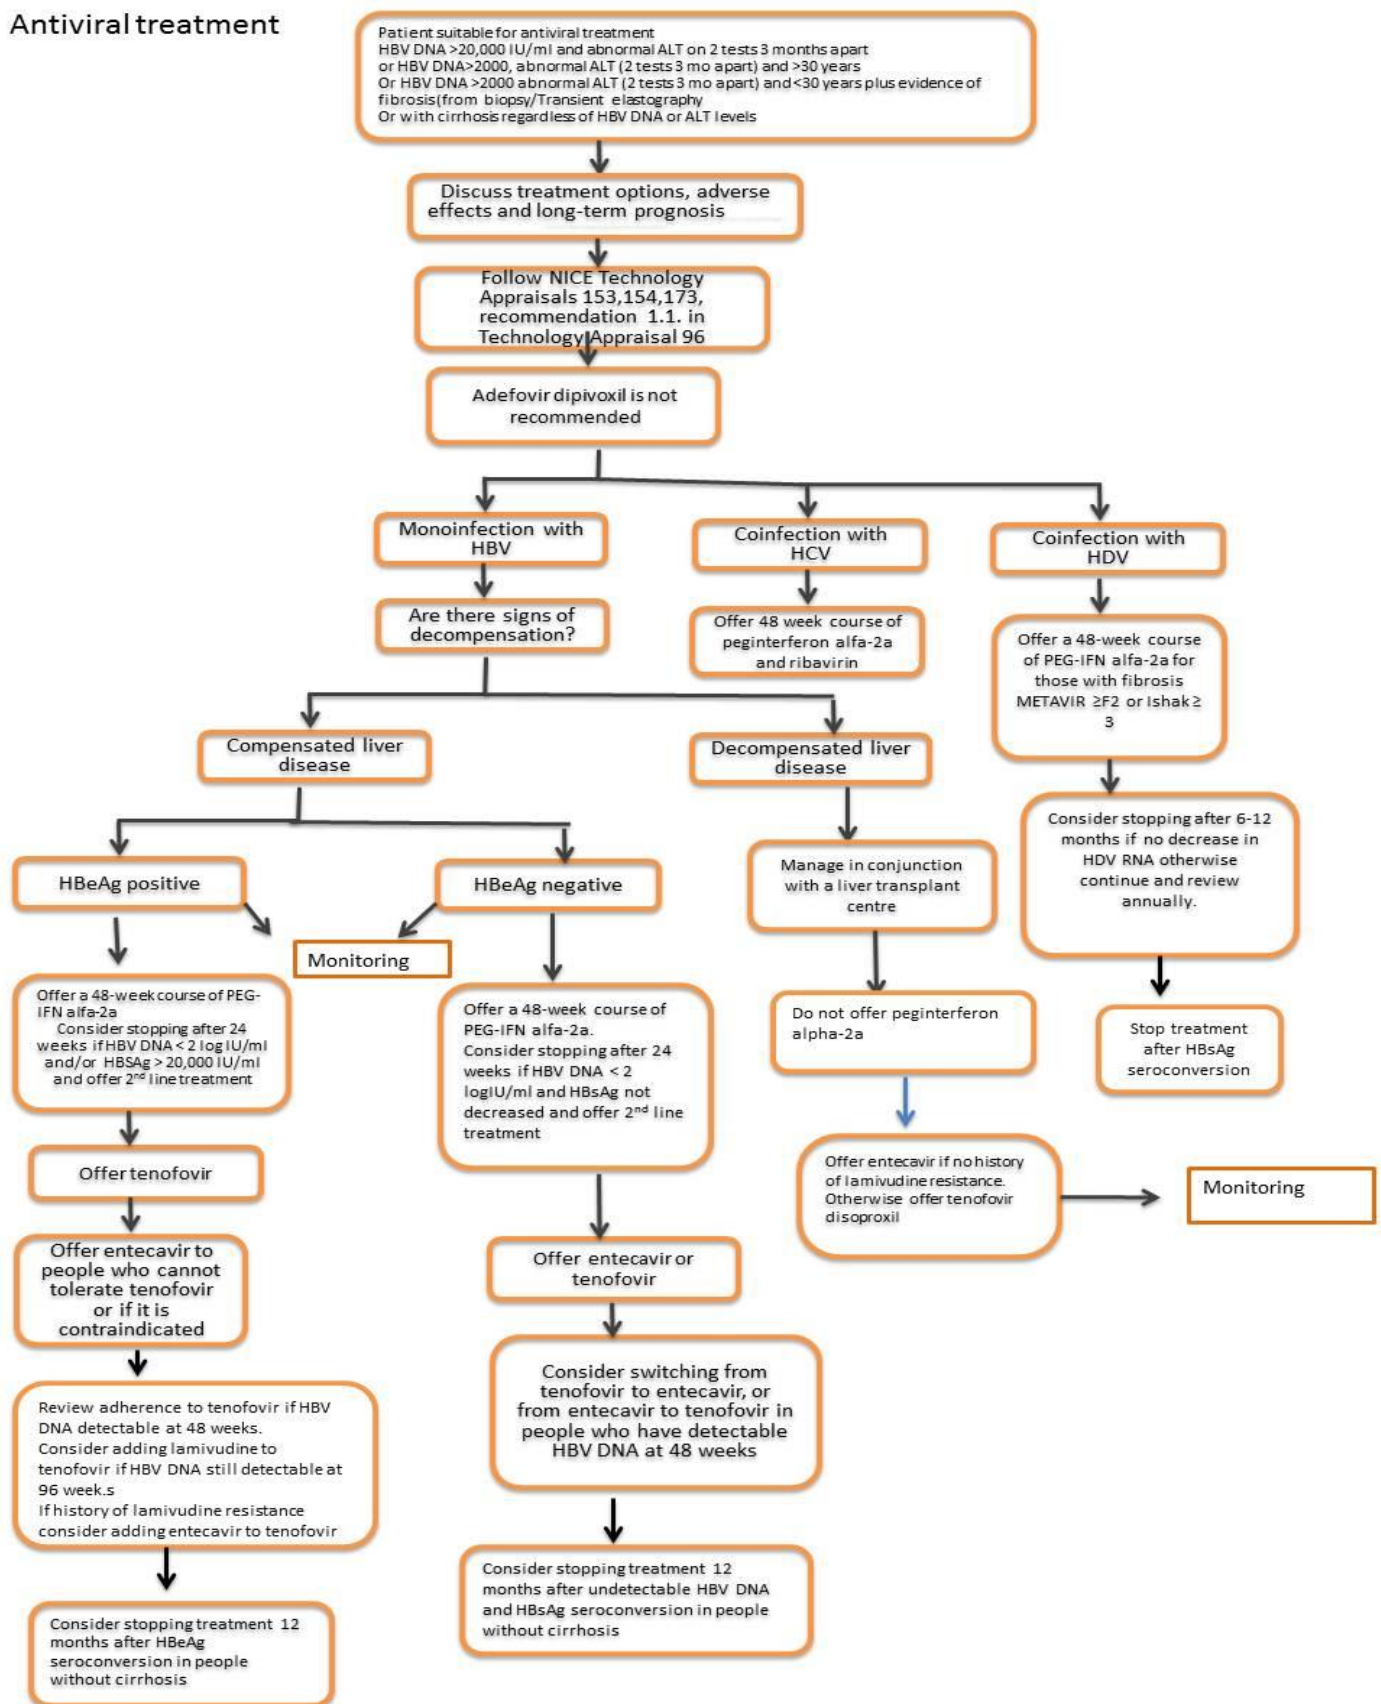 Antiviral treatment
Patient suitable for antiviral treatment
HBV DNA >20,000 IU/ml and abnormal ALT on 2 tests 3 months apart
or HBV DNA>2000, abnormal ALT (2 tests 3 mo apart) and >30 years
Or HBV DNA >2000 abnormal ALT (2 tests 3 mo apart) and <30 years plus evidence of
fibrosis(from biopsy/Transient elastography
Or with cirrhosis regardless of HBV DNA or ALT levels
Discuss treatment options, adverse
effects and long-term prognosis
Follow NICE Technology
Appraisals 153,154,173,
recommendation 1.1. in
Technology Appraisal 96
Adefovir dipivoxil is not
recommended
Monoinfection with
HBV
Coinfection with
HCV
Coinfection with
HDV
Are there signs of
decompensation?
Offer 48 week course of
peginterferon alfa-2a
and ribavirin
Offer a 48-week course
of PEG-IFN alfa-2a for
those with fibrosis
METAVIR ≥F2 or Ishak ≥
3
Compensated liver
disease
Decompensated liver
disease
Consider stopping after 6-12
months if no decrease in
HDV RNA otherwise
continue and review
annually.
HBeAg positive
HBeAg negative
Manage in conjunction
with a liver transplant
centre
Monitoring
Offer a 48-week course of PEG-
IFN alfa-2a
Consider stopping after 24
weeks if HBV DNA < 2 log IU/ml
and/or HBSAg > 20,000 IU/ml
and offer 2nd line treatment
Offer a 48-week course of
PEG-IFN alfa-2a.
Consider stopping after 24
weeks if HBV DNA < 2
logIU/ml and HBsAg not
decreased and offer 2nd line
treatment
Do not offer peginterferon
alpha-2a
Stop treatment
after HBsAg
seroconversion
Offer tenofovir
Offer entecavir if no history
of lamivudine resistance.
Otherwise offer tenofovir
disoproxil
Monitoring
Offer entecavir to
people who cannot
tolerate tenofovir
or if it is
contraindicated
Offer entecavir or
tenofovir
Consider switching from
tenofovir to entecavir, or
from entecavir to tenofovir in
people who have detectable
HBV DNA at 48 weeks
Review adherence to tenofovir if HBV
DNA detectable at 48 weeks.
Consider adding lamivudine to
tenofovir if HBV DNA still detectable at
96 week.s
If history of lamivudine resistance
consider adding entecavir to tenofovir
Consider stopping treatment 12
months after undetectable HBV DNA
and HBsAg seroconversion in people
without cirrhosis
Consider stopping treatment 12
months after HBeAg
seroconversion in people
without cirrhosis